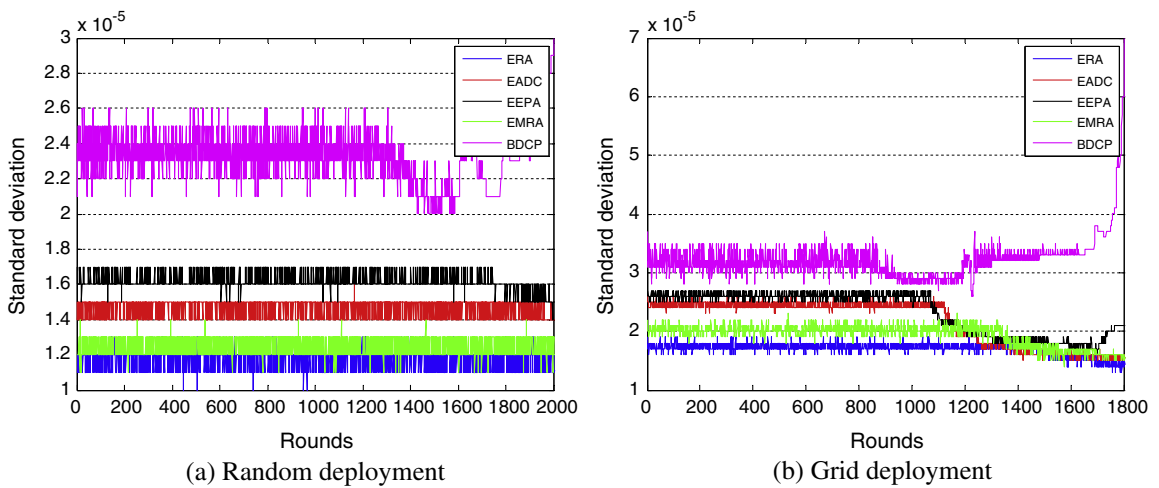 x 10^-5
3
2.8
2.6
2.4
2.2
2
1.8
1.6
1.4
1.2
1
Standard deviation
0 200 400 600 800 1000 1200 1400 1600 1800 2000
Rounds
ERA
EADC
EEPA
EMRA
BDCP
(a) Random deployment
x 10^-5
7
6
5
4
3
2
1
Standard deviation
0 200 400 600 800 1000 1200 1400 1600 1800
Rounds
ERA
EADC
EEPA
EMRA
BDCP
(b) Grid deployment